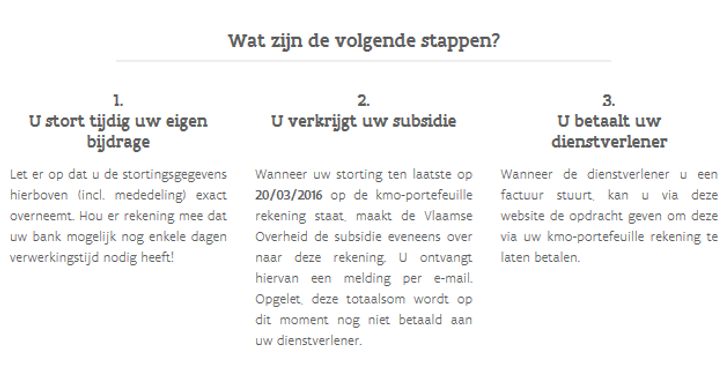 Wat zijn de volgende stappen?
1.
U stort tijdig uw eigen
bijdrage
Let er op dat u de stortingsgegevens
hierboven (incl. mededeling) exact
overneemt. Hou er rekening mee dat
uw bank mogelijk nog enkele dagen
verwerkingstijd nodig heeft!
2.
U verkrijgt uw subsidie
Wanneer uw storting ten laatste op
20/03/2016 op de kmo-portefeuille
rekening staat, maakt de Vlaamse
Overheid de subsidie eveneens over
naar deze rekening. U ontvangt
hiervan een melding per e-mail.
Opgelet, deze totaalsom wordt op
dit moment nog niet betaald aan
uw dienstverlener.
3.
U betaalt uw
dienstverlener
Wanneer de dienstverlener u een
factuur stuurt, kan u via deze
website de opdracht geven om deze
via uw kmo-portefeuille rekening te
laten betalen.